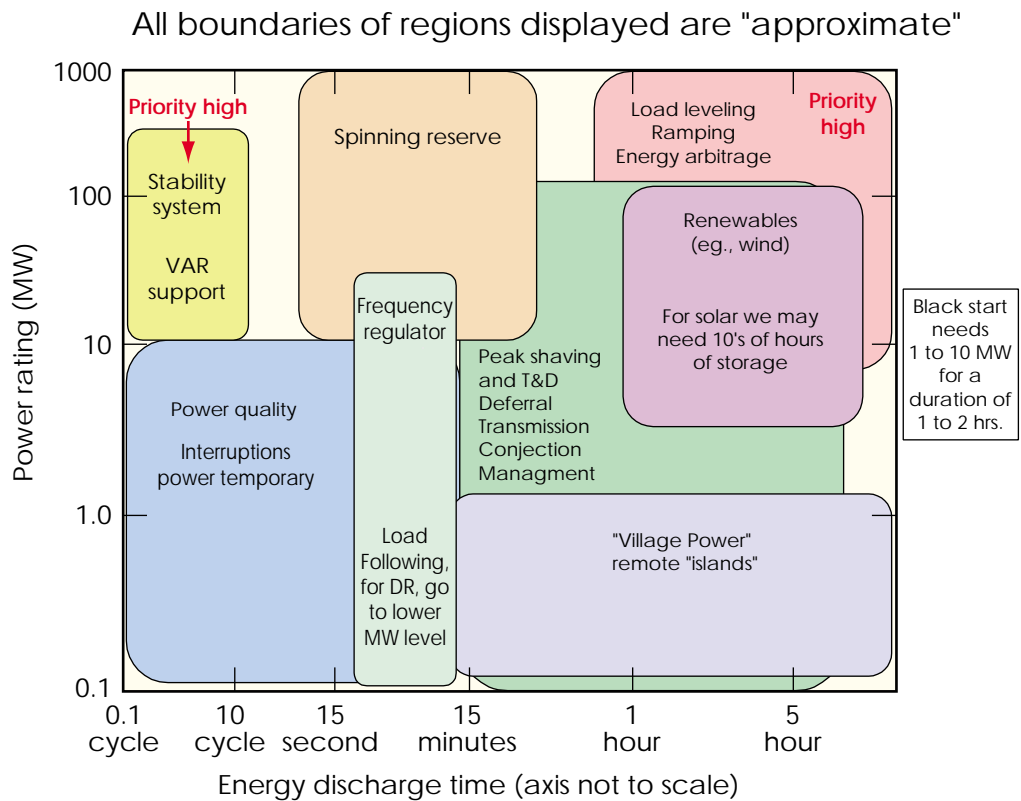 All boundaries of regions displayed are "approximate"
Power rating (MW)
1000
100
10
1.0
0.1
Priority high
Stability
system
VAR
support
Spinning reserve
Load leveling
Ramping
Energy arbitrage
Priority
high
Renewables
(eg., wind)
For solar we may
need 10's of hours
of storage
Frequency
regulator
Load
Following,
for DR, go
to lower
MW level
Peak shaving
and T&D
Deferral
Transmission
Conjection
Managment
Power quality
Interruptions
power temporary
"Village Power"
remote "islands"
Black start
needs
1 to 10 MW
for a
duration of
1 to 2 hrs.
0.1
cycle
10
cycle
15
second
15
minutes
1
hour
5
hour
Energy discharge time (axis not to scale)